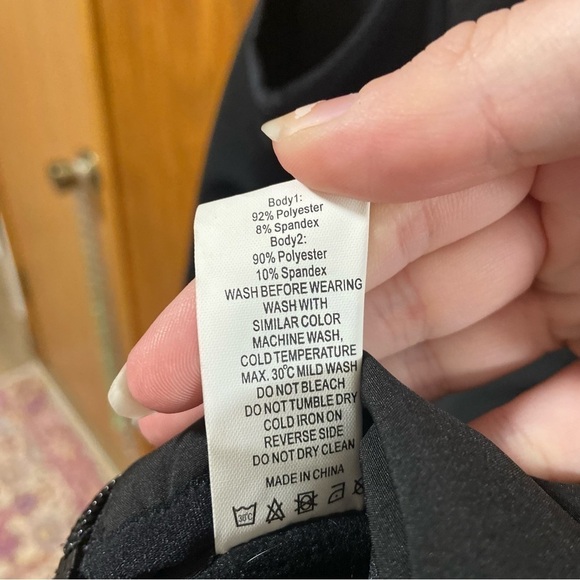 Body1:
92% Polyester
8% Spandex
Body2:
90% Polyester
10% Spandex
WASH BEFORE WEARING
WASH WITH
SIMILAR COLOR
MACHINE WASH,
COLD TEMPERATURE
MAX. 30℃ MILD WASH
DO NOT BLEACH
DO NOT TUMBLE DRY
COLD IRON ON
REVERSE SIDE
DO NOT DRY CLEAN
MADE IN CHINA
30℃